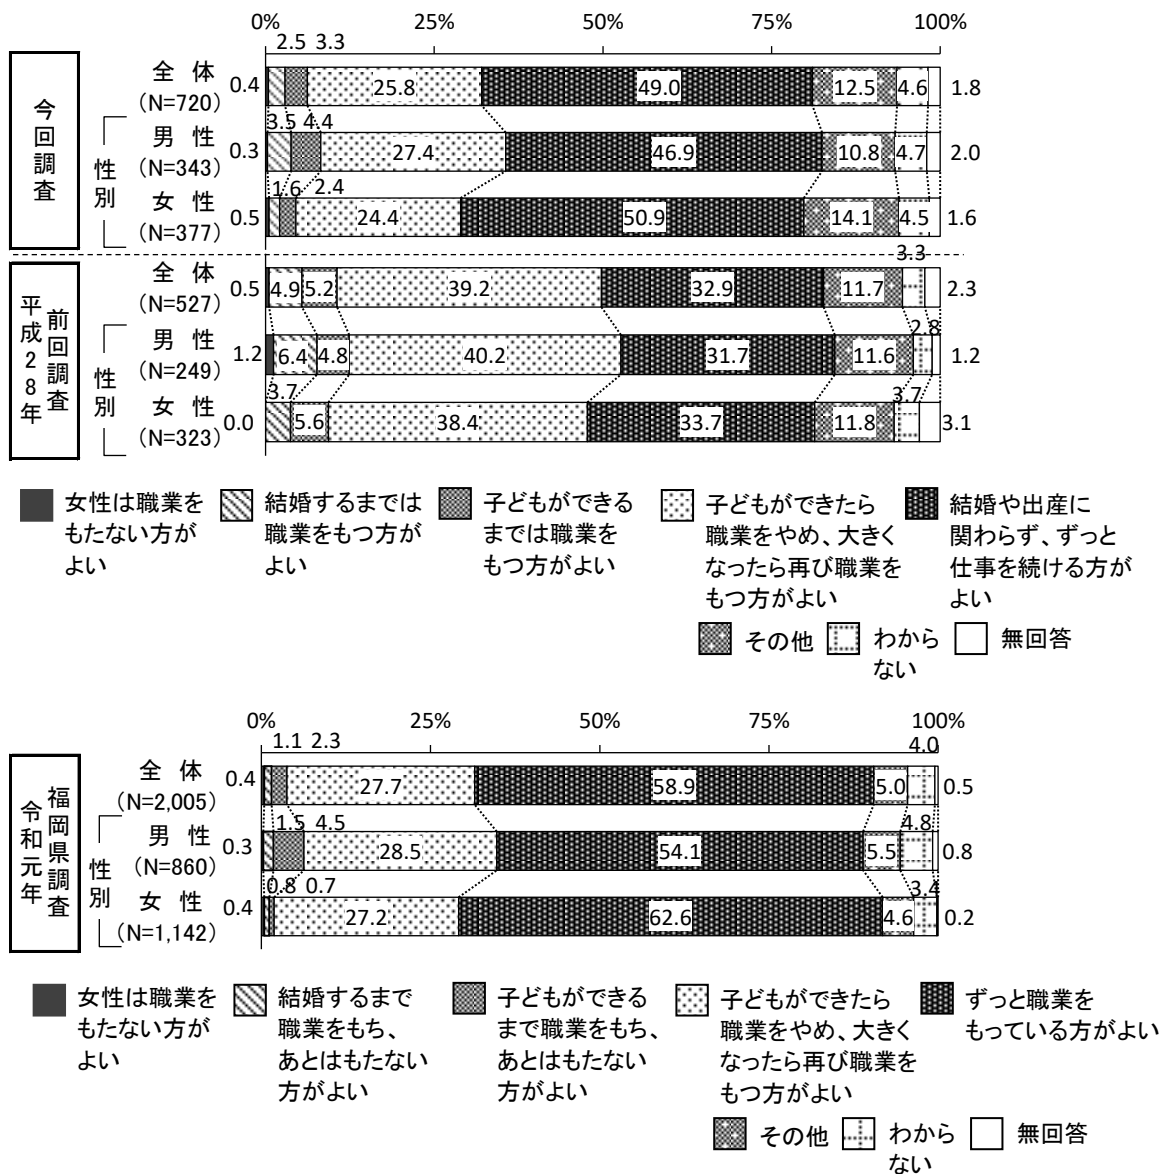 0% 25% 50% 75% 100%
2.5 3.3
今回調査
全 体
(N=720)
0.4 25.8 49.0 12.5 4.6 1.8
性別
3.5 4.4
男 性
(N=343)
0.3 27.4 46.9 10.8 4.7 2.0
1.6 2.4
女 性
(N=377)
0.5 24.4 50.9 14.1 4.5 1.6
前回調査
平成28年
3.3
全 体
(N=527)
0.5 4.9 5.2 39.2 32.9 11.7 2.3
性別
2.8
男 性
(N=249)
1.2 6.4 4.8 40.2 31.7 11.6 1.2
3.7 3.7
女 性
(N=323)
0.0 5.6 38.4 33.7 11.8 3.1
女性は職業を
もたない方が
よい
結婚するまでは
職業をもつ方が
よい
子どもができる
までは職業を
もつ方がよい
子どもができたら
職業をやめ、大きく
なったら再び職業を
もつ方がよい
結婚や出産に
関わらず、ずっと
仕事を続ける方が
よい
その他
わから
ない
無回答
0% 25% 50% 75% 100%
1.1 2.3 4.0
福岡県調査
令和元年
全 体
(N=2,005)
0.4 27.7 58.9 5.0 0.5
性別
1.5 4.5 4.8
男 性
(N=860)
0.3 28.5 54.1 5.5 0.8
0.8 0.7 3.4
女 性
(N=1,142)
0.4 27.2 62.6 4.6 0.2
女性は職業を
もたない方が
よい
結婚するまで
職業をもち、
あとはもたない
方がよい
子どもができる
まで職業をもち、
あとはもたない
方がよい
子どもができたら
職業をやめ、大きく
なったら再び職業を
もつ方がよい
ずっと職業を
もっている方がよい
その他
わから
ない
無回答